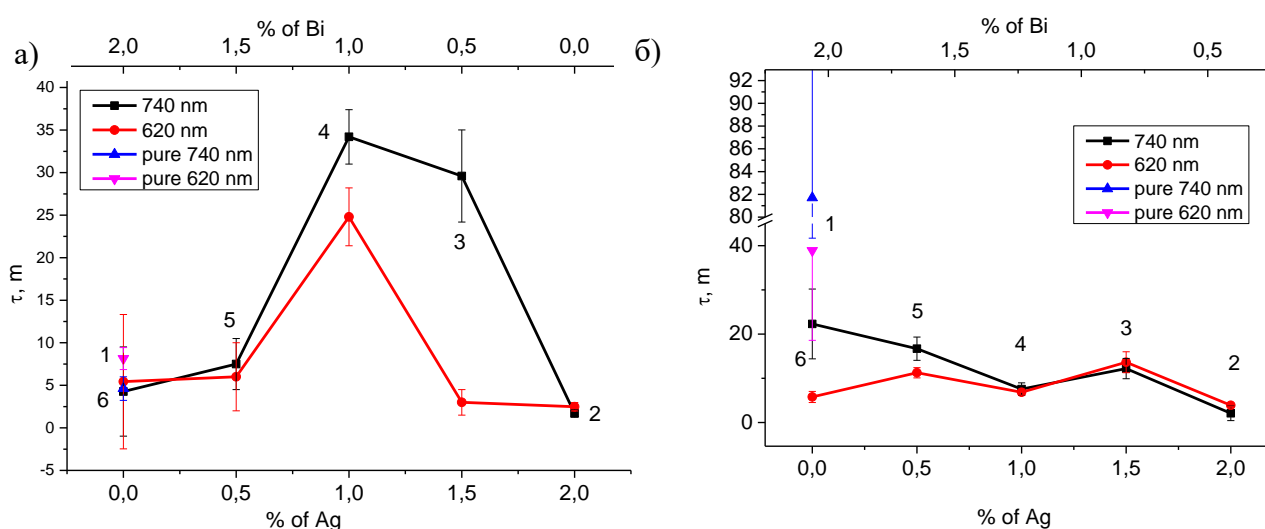 % of Bi
2,0 1,5 1,0 0,5 0,0
а)
40
35
30
25
20
15
10
5
0
-5
τ, m
740 nm
620 nm
pure 740 nm
pure 620 nm
4
3
5
1
6
2
0,0 0,5 1,0 1,5 2,0
% of Ag
% of Bi
2,0 1,5 1,0 0,5
б)
92
90
88
86
84
82
80
40
20
0
τ, m
740 nm
620 nm
pure 740 nm
pure 620 nm
1
5
4
3
6
2
0,0 0,5 1,0 1,5 2,0
% of Ag